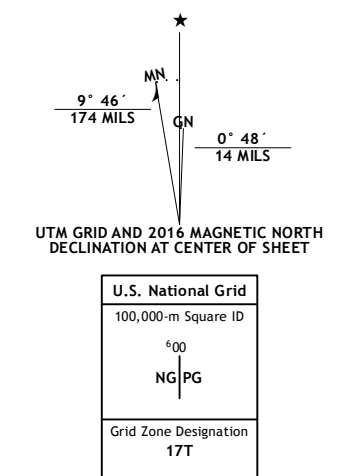 ★
MN
GN
9° 46´
174 MILS
0° 48´
14 MILS
UTM GRID AND 2016 MAGNETIC NORTH
DECLINATION AT CENTER OF SHEET
U.S. National Grid
100,000-m Square ID
⁶00
NG PG
Grid Zone Designation
17T